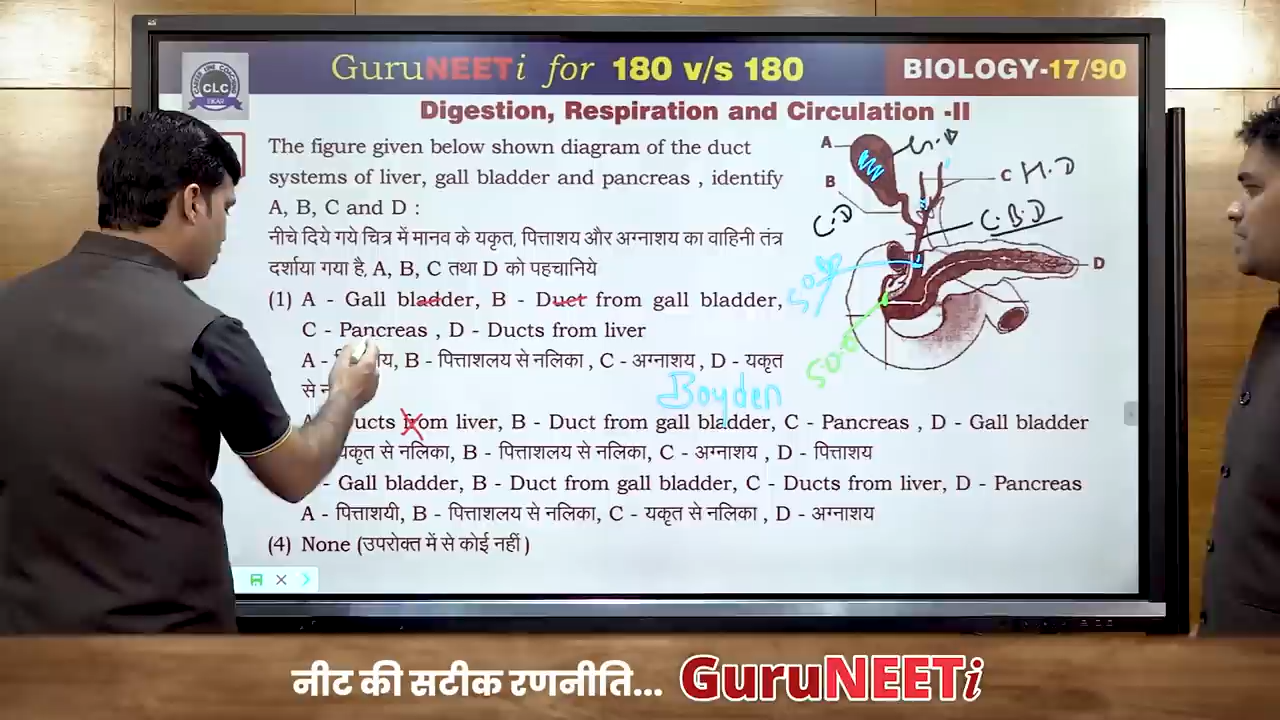 CLC
SIKAR
GuruNEETi for 180 v/s 180
BIOLOGY-17/90
Digestion, Respiration and Circulation -II
The figure given below shown diagram of the duct
systems of liver, gall bladder and pancreas , identify
A, B, C and D :
नीचे दिये गये चित्र में मानव के यकृत, पित्ताशय और अग्नाशय का वाहिनी तंत्र
दर्शाया गया है, A, B, C तथा D को पहचानिये
(1) A - Gall bladder, B - Duct from gall bladder,
C - Pancreas , D - Ducts from liver
A - य, B - पित्ताशलय से नलिका , C - अग्नाशय , D - यकृत
से
ucts from liver, B - Duct from gall bladder, C - Pancreas , D - Gall bladder
यकृत से नलिका, B - पित्ताशलय से नलिका, C - अग्नाशय , D - पित्ताशय
- Gall bladder, B - Duct from gall bladder, C - Ducts from liver, D - Pancreas
A - पित्ताशयी, B - पित्ताशलय से नलिका, C - यकृत से नलिका , D - अग्नाशय
(4) None (उपरोक्त में से कोई नहीं )
A
B
C H.D
C.D
C.B.D
D
Boyden
नीट की सटीक रणनीति... GuruNEETi